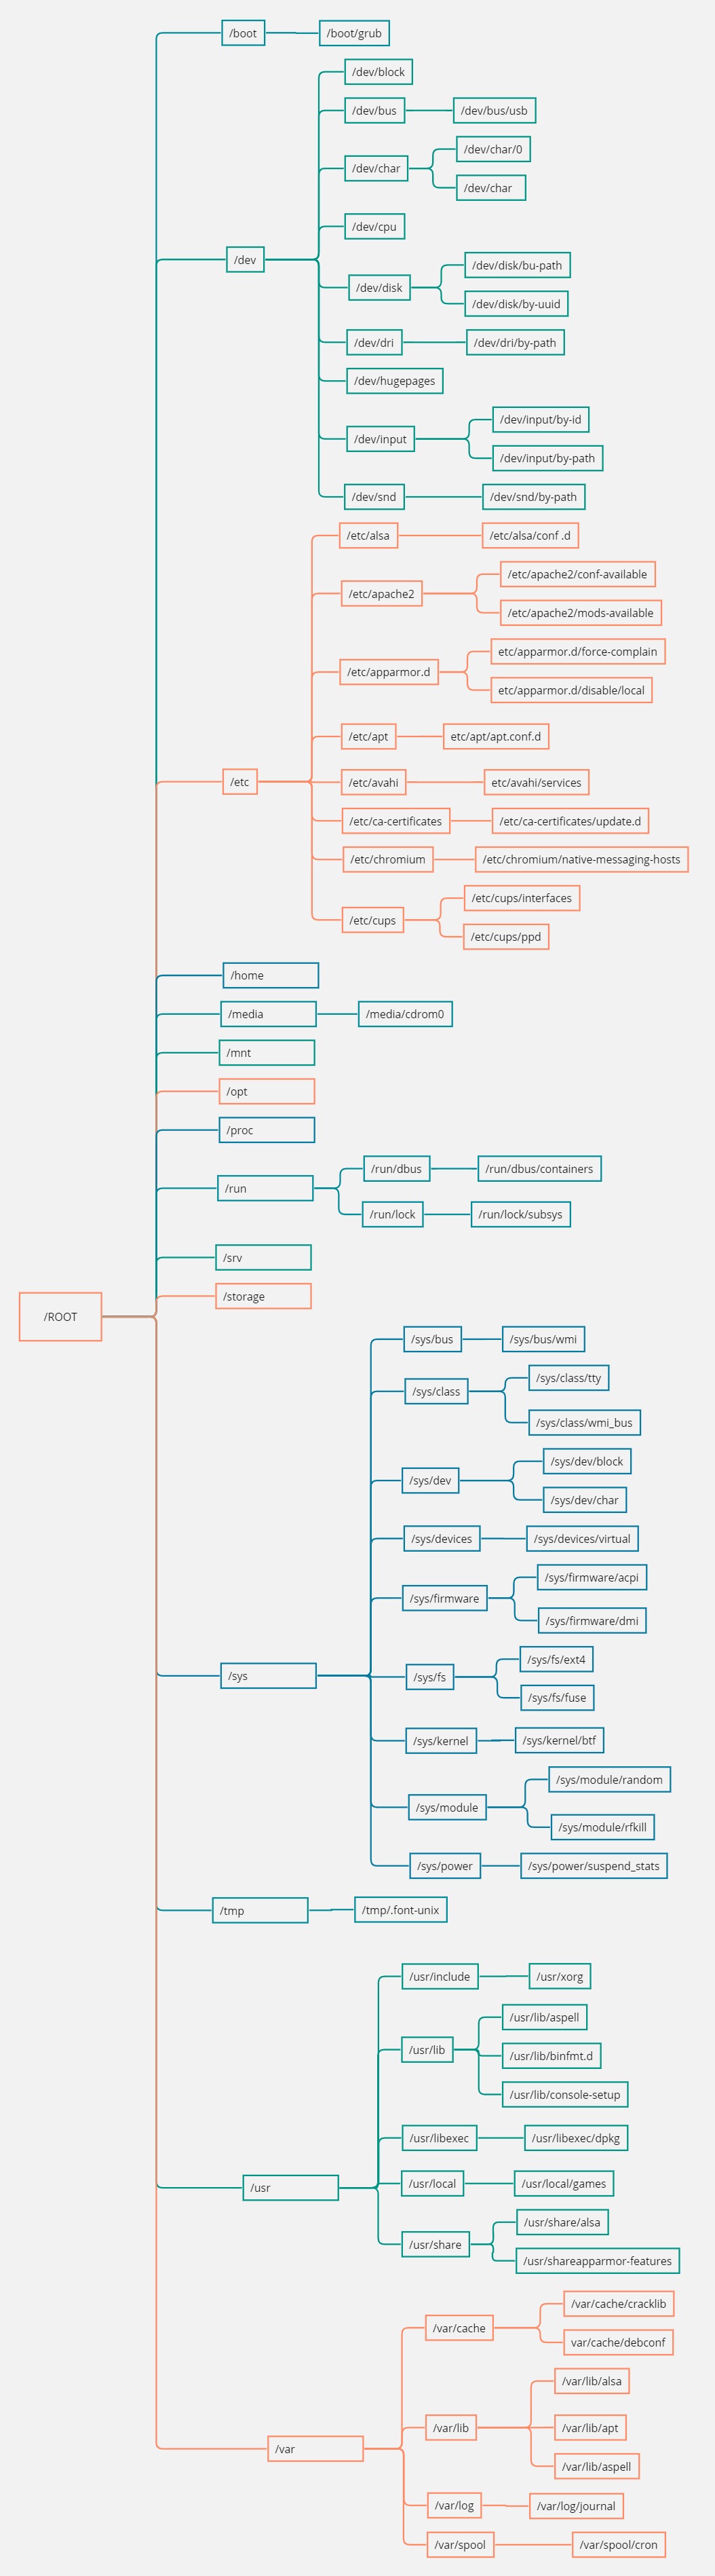 /boot
/boot/grub
/dev/block
/dev/bus
/dev/bus/usb
/dev/char/0
/dev/char
/dev/char
/dev/cpu
/dev
/dev/disk/bu-path
/dev/disk
/dev/disk/by-uuid
/dev/dri
/dev/dri/by-path
/dev/hugepages
/dev/input/by-id
/dev/input
/dev/input/by-path
/dev/snd
/dev/snd/by-path
/etc/alsa
/etc/alsa/conf .d
/etc/apache2/conf-available
/etc/apache2
/etc/apache2/mods-available
etc/apparmor.d/force-complain
/etc/apparmor.d
etc/apparmor.d/disable/local
/etc/apt
etc/apt/apt.conf.d
/etc
/etc/avahi
etc/avahi/services
/etc/ca-certificates
/etc/ca-certificates/update.d
/etc/chromium
/etc/chromium/native-messaging-hosts
/etc/cups/interfaces
/etc/cups
/etc/cups/ppd
/home
/media
/media/cdrom0
/mnt
/opt
/proc
/run/dbus
/run/dbus/containers
/run
/run/lock
/run/lock/subsys
/srv
/storage
/ROOT
/sys/bus
/sys/bus/wmi
/sys/class/tty
/sys/class
/sys/class/wmi_bus
/sys/dev/block
/sys/dev
/sys/dev/char
/sys/devices
/sys/devices/virtual
/sys/firmware/acpi
/sys/firmware
/sys/firmware/dmi
/sys/fs/ext4
/sys
/sys/fs
/sys/fs/fuse
/sys/kernel
/sys/kernel/btf
/sys/module/random
/sys/module
/sys/module/rfkill
/sys/power
/sys/power/suspend_stats
/tmp
/tmp/.font-unix
/usr/include
/usr/xorg
/usr/lib/aspell
/usr/lib
/usr/lib/binfmt.d
/usr/lib/console-setup
/usr/libexec
/usr/libexec/dpkg
/usr
/usr/local
/usr/local/games
/usr/share/alsa
/usr/share
/usr/shareapparmor-features
/var/cache/cracklib
/var/cache
var/cache/debconf
/var/lib/alsa
/var/lib
/var/lib/apt
/var
/var/lib/aspell
/var/log
/var/log/journal
/var/spool
/var/spool/cron